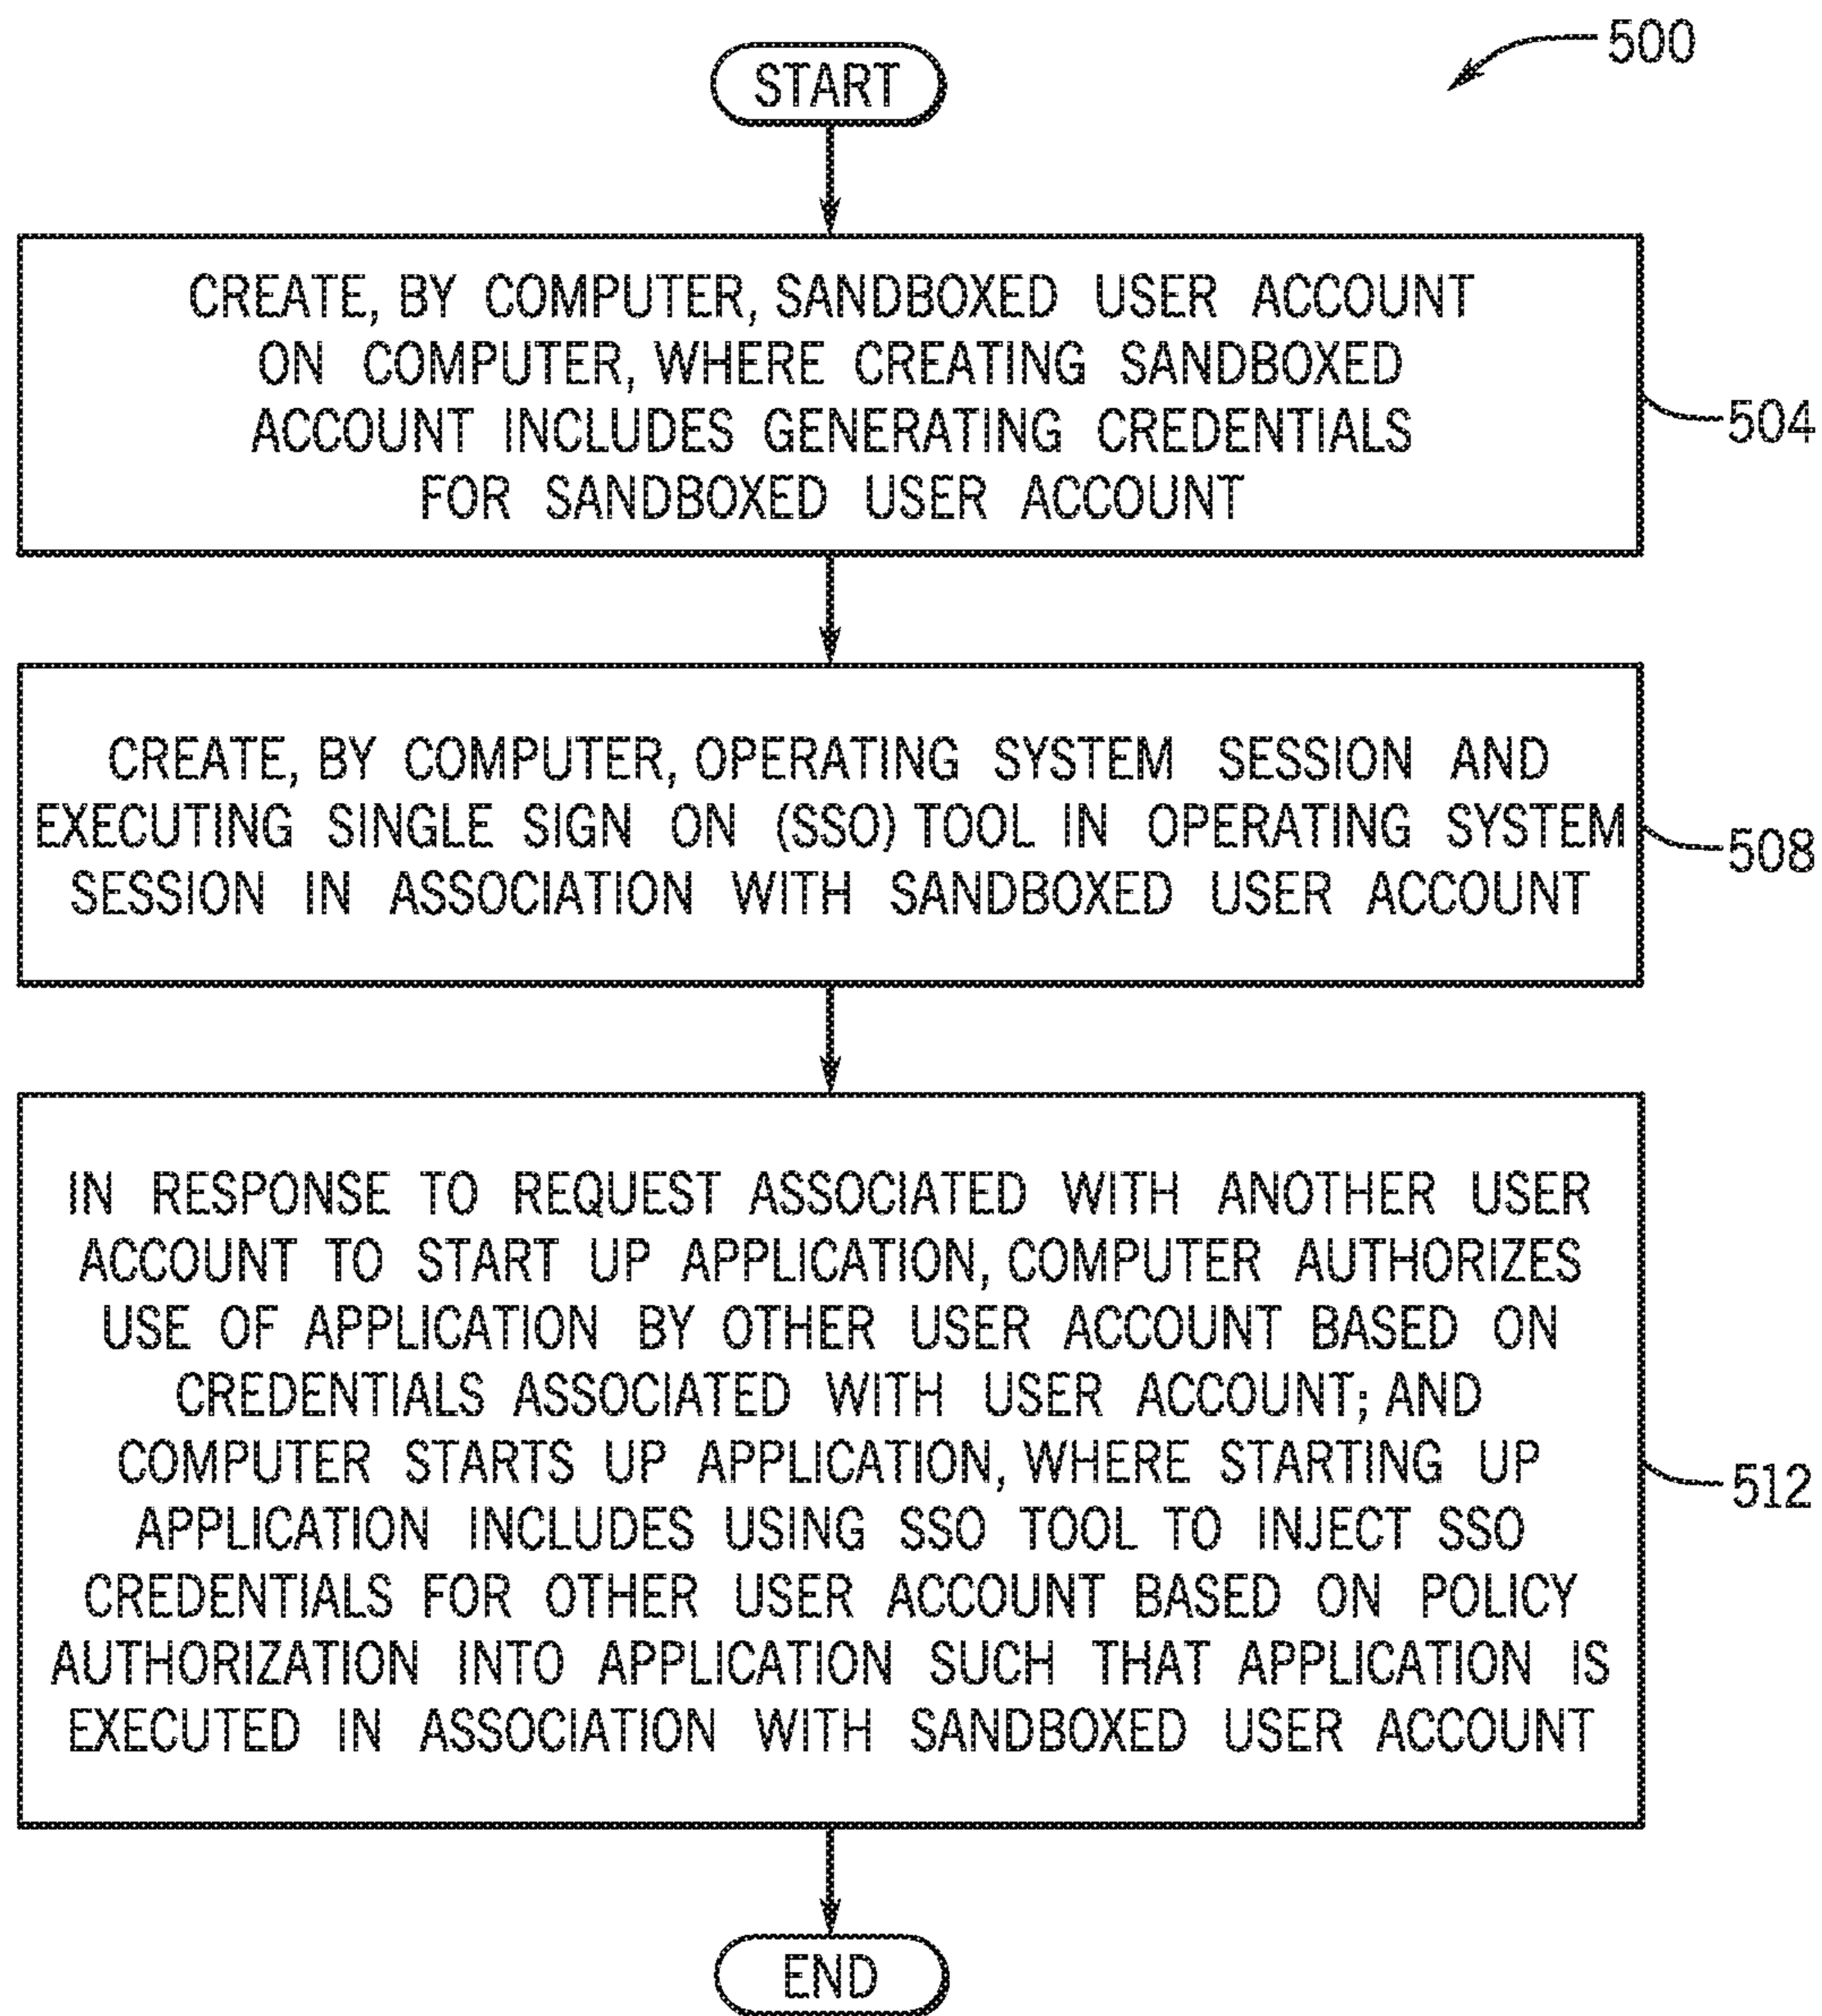 500
START
CREATE, BY COMPUTER, SANDBOXED USER ACCOUNT
ON COMPUTER, WHERE CREATING SANDBOXED
ACCOUNT INCLUDES GENERATING CREDENTIALS
FOR SANDBOXED USER ACCOUNT
504
CREATE, BY COMPUTER, OPERATING SYSTEM SESSION AND
EXECUTING SINGLE SIGN ON (SSO) TOOL IN OPERATING SYSTEM
SESSION IN ASSOCIATION WITH SANDBOXED USER ACCOUNT
508
IN RESPONSE TO REQUEST ASSOCIATED WITH ANOTHER USER
ACCOUNT TO START UP APPLICATION, COMPUTER AUTHORIZES
USE OF APPLICATION BY OTHER USER ACCOUNT BASED ON
CREDENTIALS ASSOCIATED WITH USER ACCOUNT; AND
COMPUTER STARTS UP APPLICATION, WHERE STARTING UP
APPLICATION INCLUDES USING SSO TOOL TO INJECT SSO
CREDENTIALS FOR OTHER USER ACCOUNT BASED ON POLICY
AUTHORIZATION INTO APPLICATION SUCH THAT APPLICATION IS
EXECUTED IN ASSOCIATION WITH SANDBOXED USER ACCOUNT
512
END